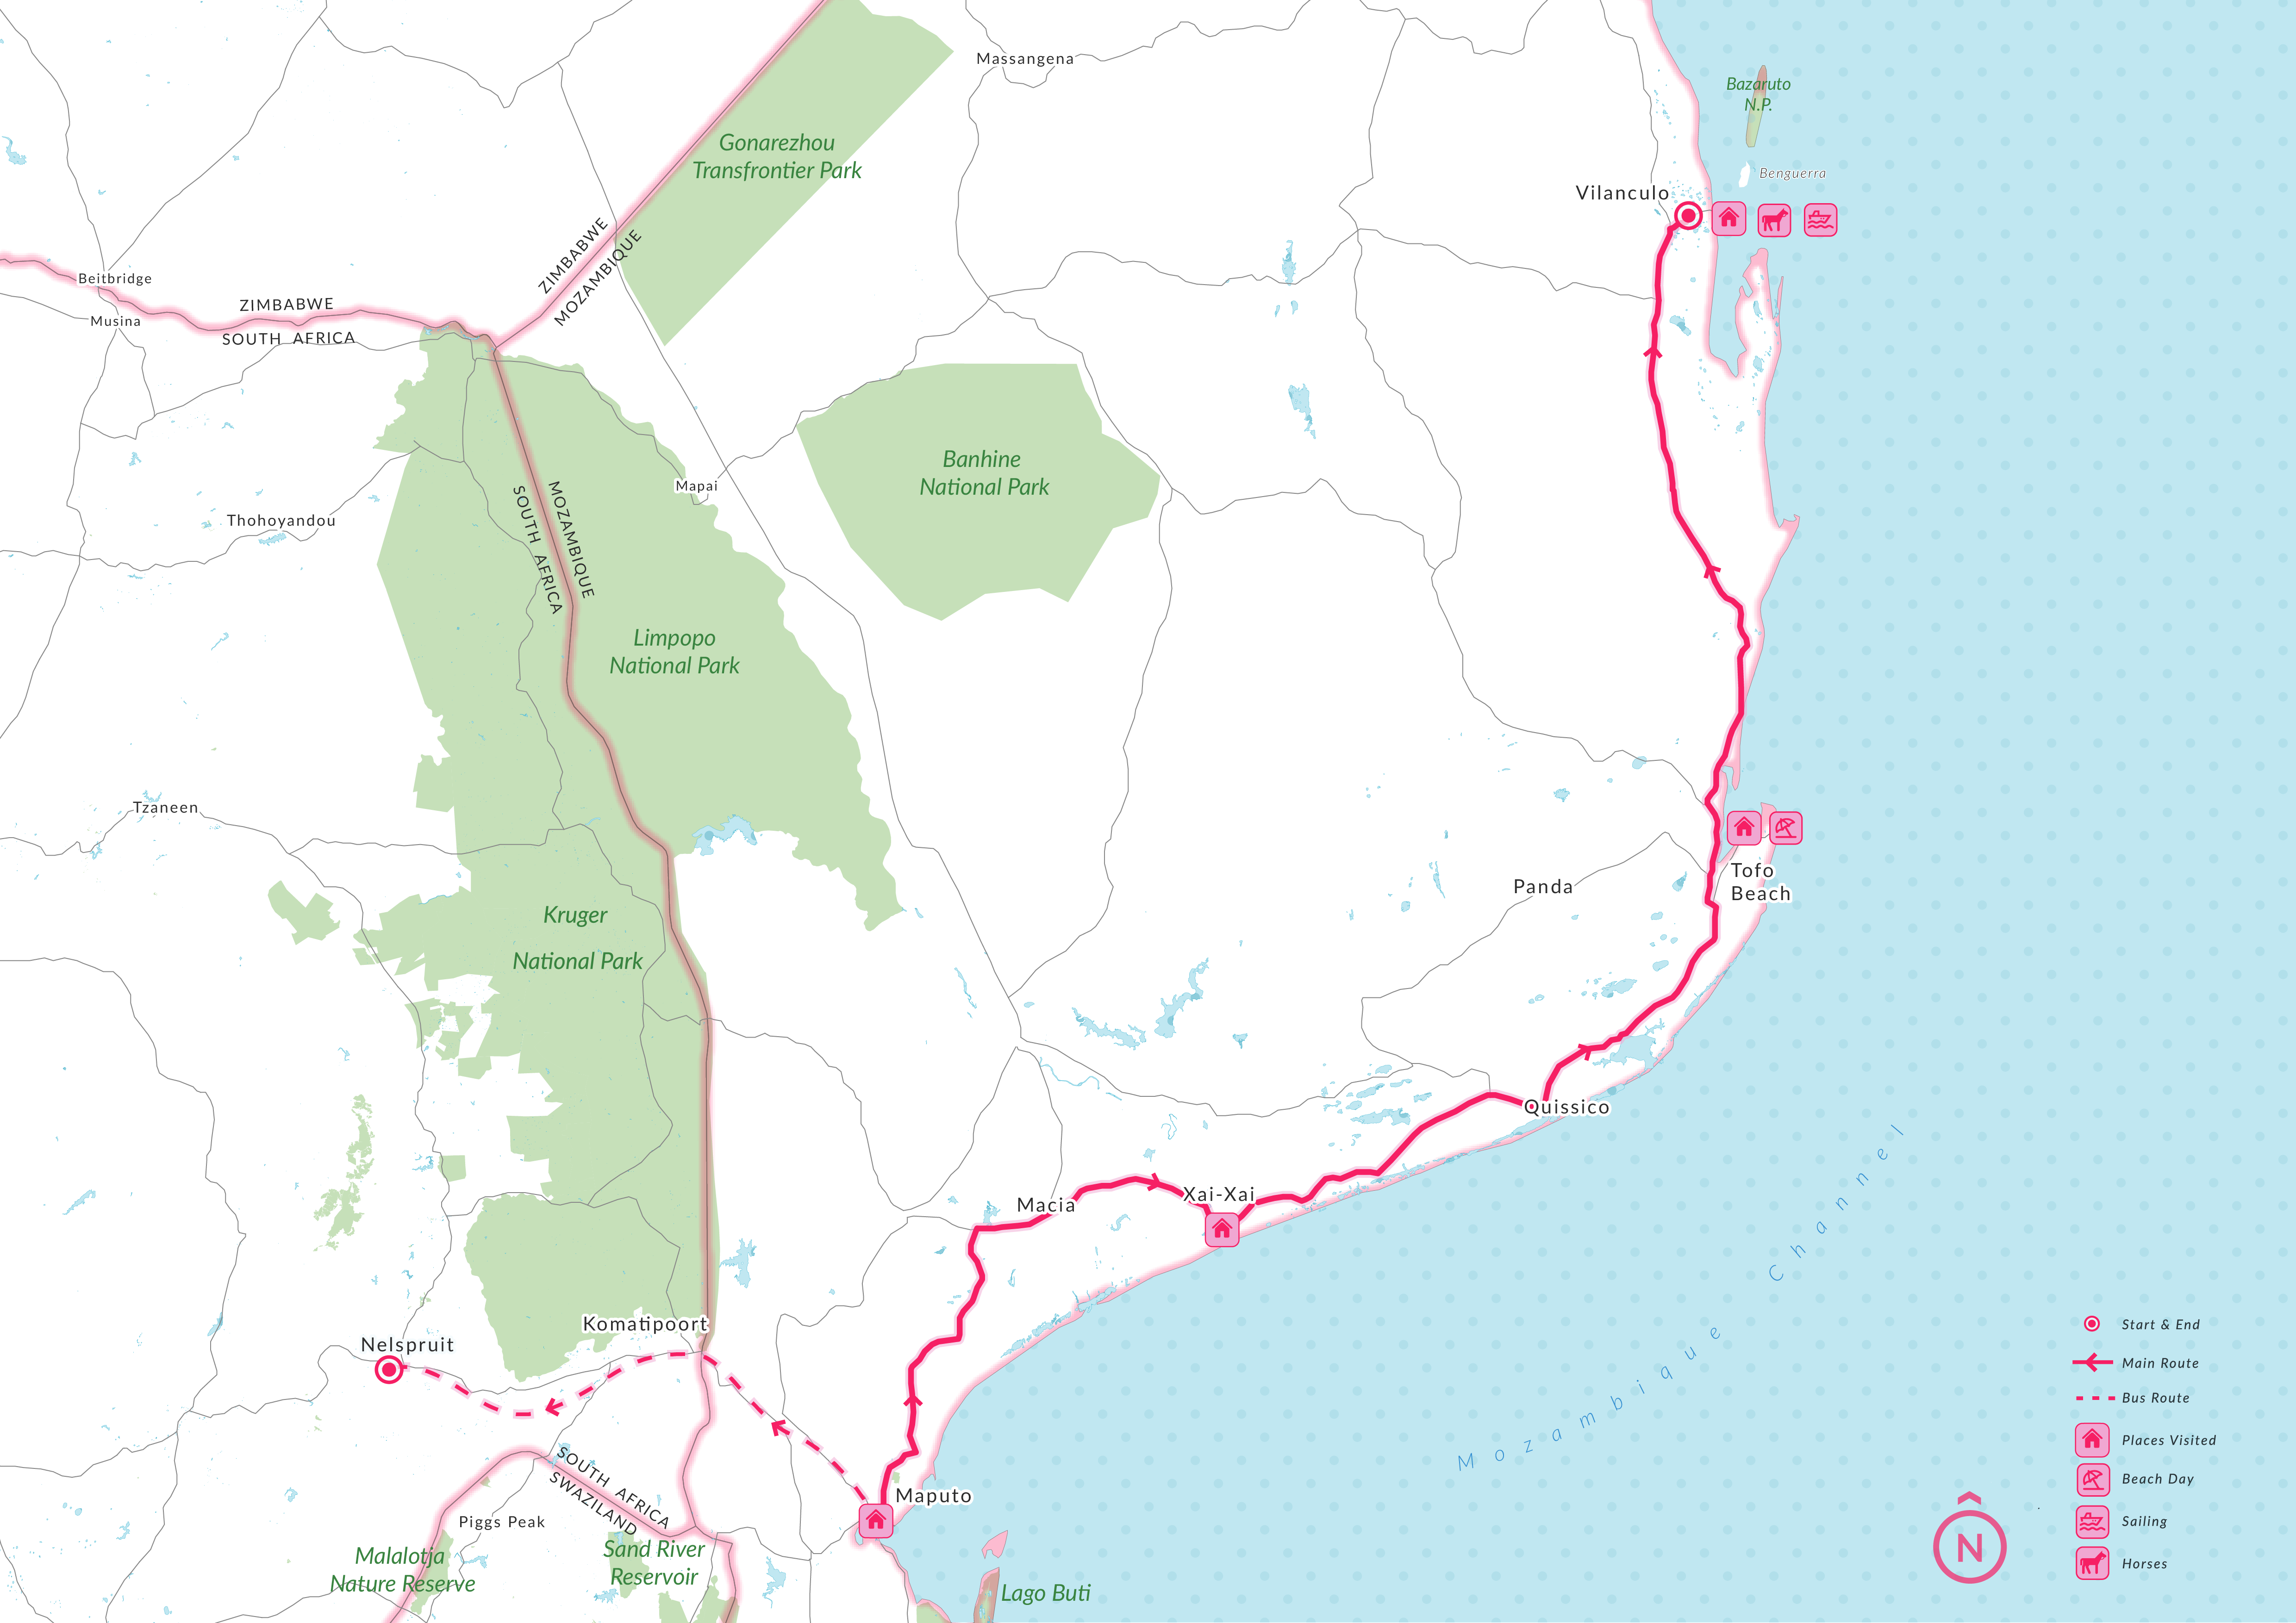 Massangena
Bazaruto
N.P.
Gonarezhou
Transfrontier Park
Benguerra
Vilanculo
ZIMBABWE
MOZAMBIQUE
Beitbridge
ZIMBABWE
Musina
SOUTH AFRICA
Banhine
National Park
Mapai
MOZAMBIQUE
SOUTH AFRICA
Thohoyandou
Limpopo
National Park
Tzaneen
Tofo
Beach
Panda
Kruger
National Park
Quissico
Mozambique Channel
Xai-Xai
Macia
Komatipoort
Nelspruit
SOUTH AFRICA
SWAZILAND
Maputo
Piggs Peak
Malalotja
Nature Reserve
Sand River
Reservoir
Lago Buti
N
Start & End
Main Route
Bus Route
Places Visited
Beach Day
Sailing
Horses